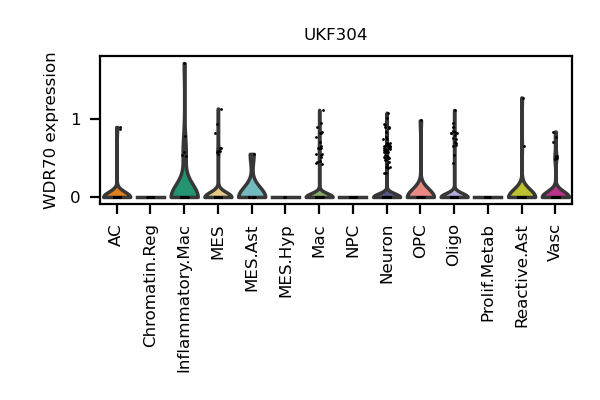 UKF304
WDR70 expression
1
0
AC
Chromatin.Reg
Inflammatory.Mac
MES
MES.Ast
MES.Hyp
Mac
NPC
Neuron
OPC
Oligo
Prolif.Metab
Reactive.Ast
Vasc